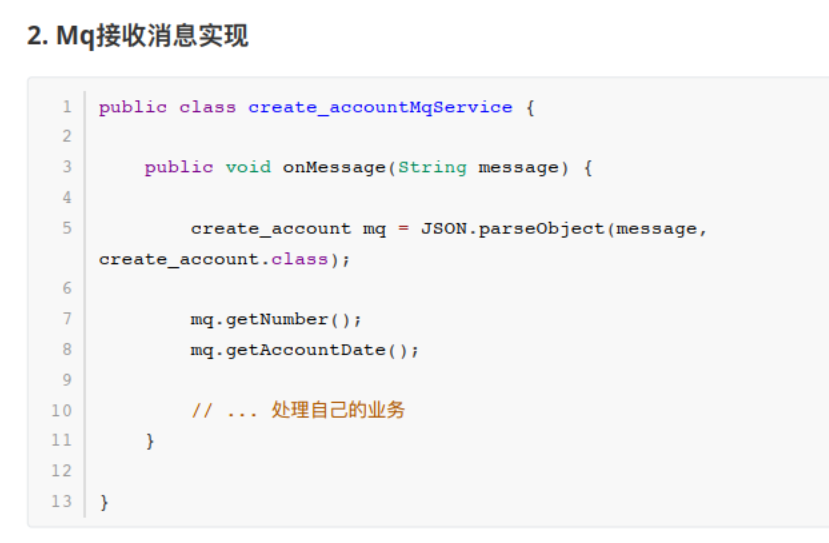 2. Mq接收消息实现
1 public class create_accountMqService {
2
3 public void onMessage(String message) {
4
5 create_account mq = JSON.parseObject(message,
create_account.class);
6
7 mq.getNumber();
8 mq.getAccountDate();
9
10 // ... 处理自己的业务
11 }
12
13 }